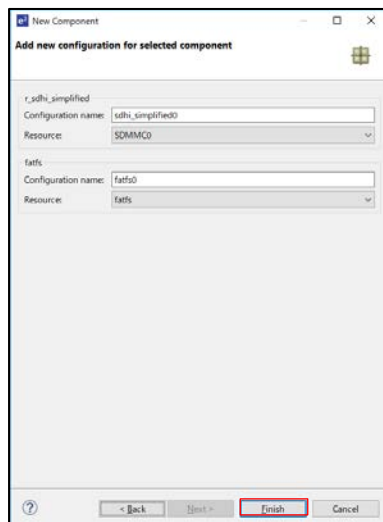 e² New Component
Add new configuration for selected component
r_sdhi_simplified
Configuration name: sdhi_simplified0
Resource: SDMMC0
fatfs
Configuration name: fatfs0
Resource: fatfs
? < Back Next > Finish Cancel